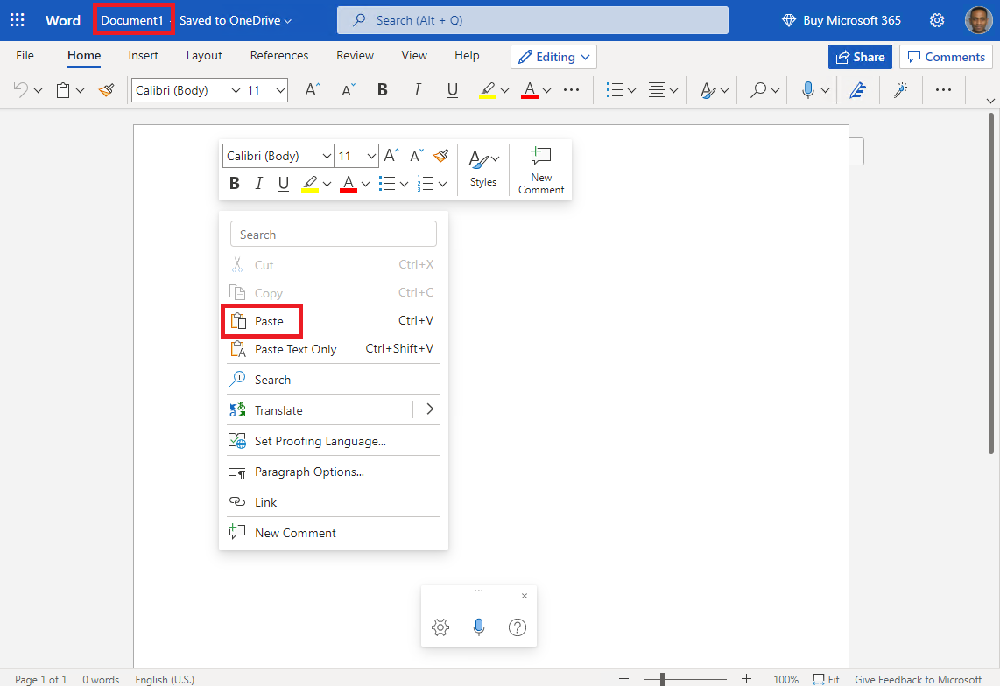 Word Document1 - Saved to OneDrive Search (Alt + Q) Buy Microsoft 365
File Home Insert Layout References Review View Help Editing Share Comments
Calibri (Body) 11 A A B I U A
Calibri (Body) 11 A A
B I U A
Styles
New
Comment
Search
Cut Ctrl+X
Copy Ctrl+C
Paste Ctrl+V
Paste Text Only Ctrl+Shift+V
Search
Translate
Set Proofing Language...
Paragraph Options...
Link
New Comment
Page 1 of 1 0 words English (U.S.) 100% Fit Give Feedback to Microsoft